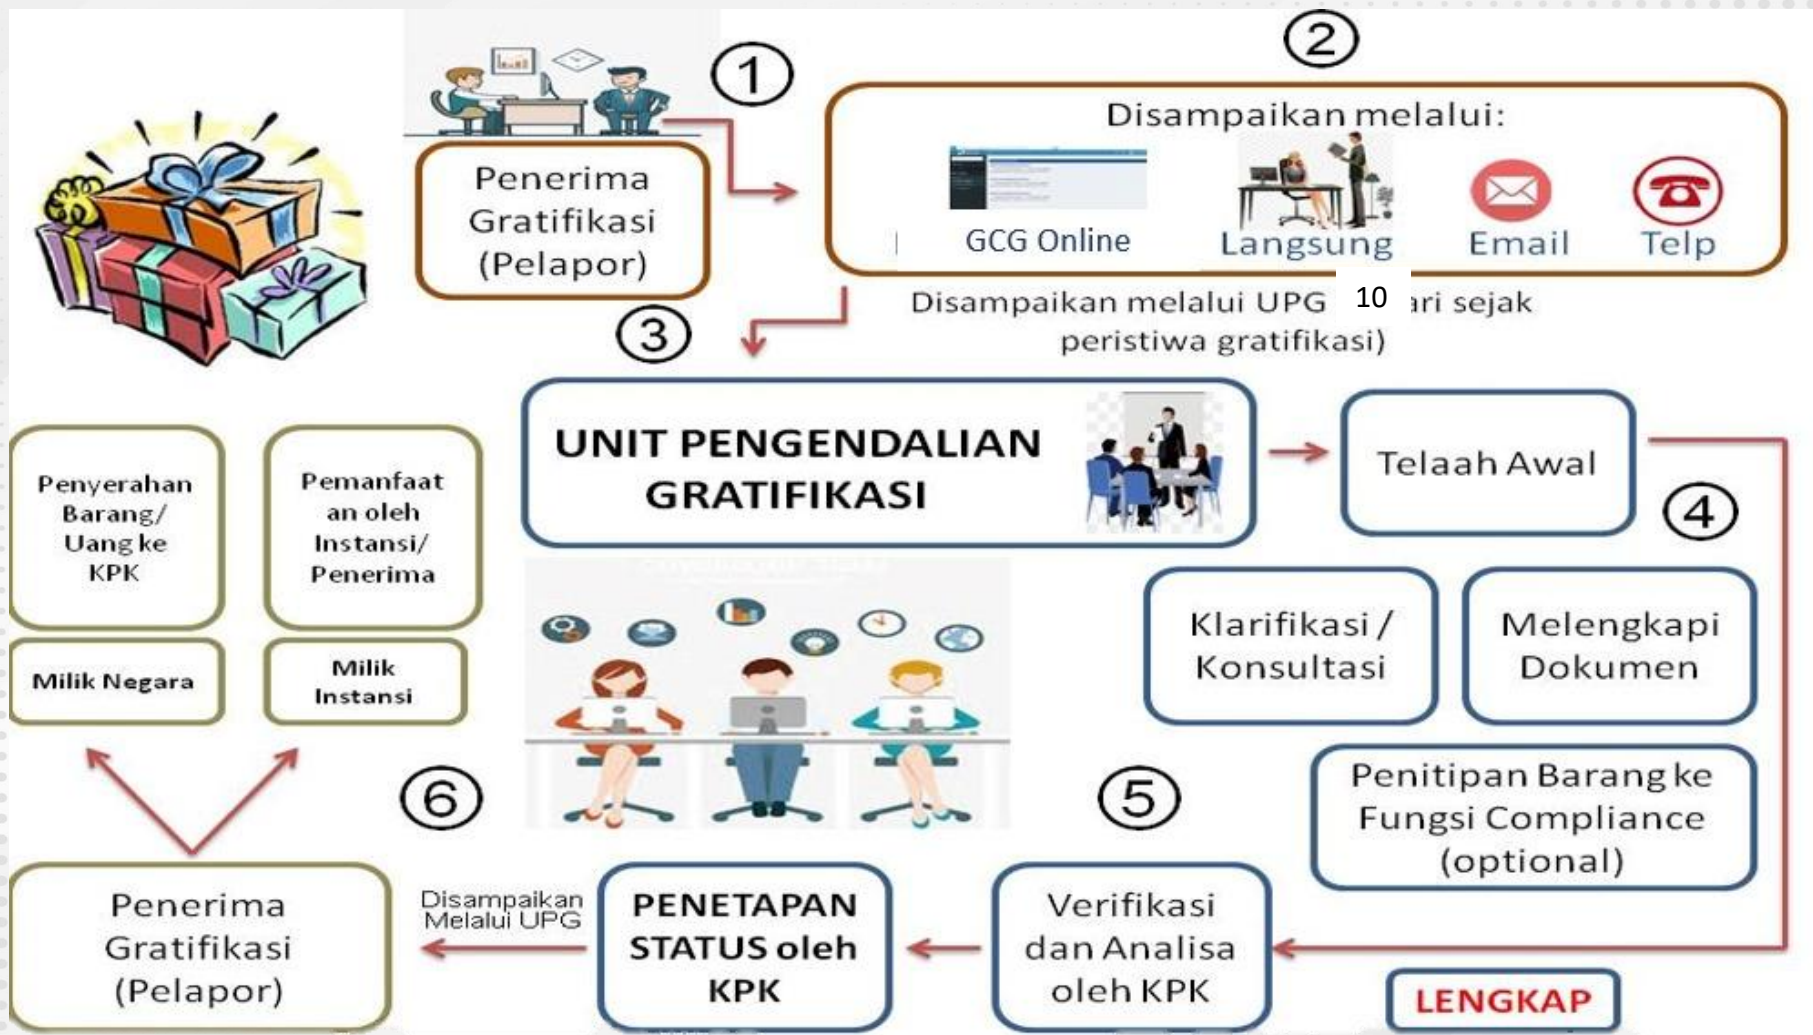 1
Penerima
Gratifikasi
(Pelapor)
2
Disampaikan melalui:
GCG Online
Langsung
Email
Telp
Disampaikan melalui UPG 10 ari sejak
peristiwa gratifikasi)
3
UNIT PENGENDALIAN
GRATIFIKASI
Telaah Awal
4
Klarifikasi /
Konsultasi
Melengkapi
Dokumen
Penitipan Barang ke
Fungsi Compliance
(optional)
LENGKAP
5
Verifikasi
dan Analisa
oleh KPK
PENETAPAN
STATUS oleh
KPK
6
Disampaikan
Melalui UPG
Penerima
Gratifikasi
(Pelapor)
Milik Negara
Penyerahan
Barang/
Uang ke
KPK
Milik
Instansi
Pemanfaat
an oleh
Instansi/
Penerima